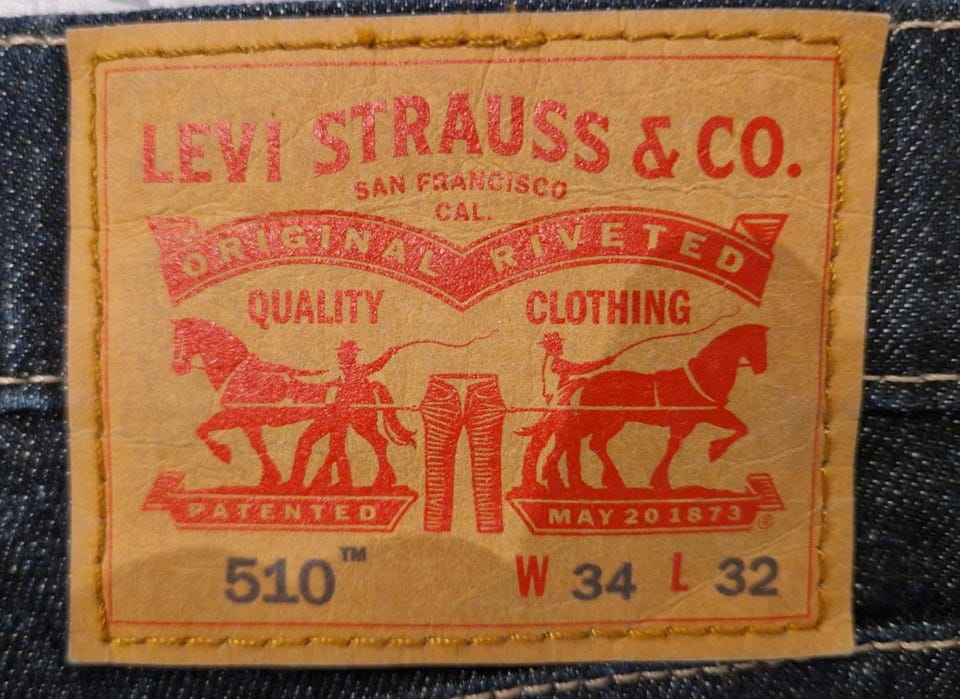 LEVI STRAUSS & CO.
SAN FRANCISCO
CAL.
ORIGINAL RIVETED
QUALITY CLOTHING
PATENTED MAY 20 1873 ®
510™ W 34 L 32